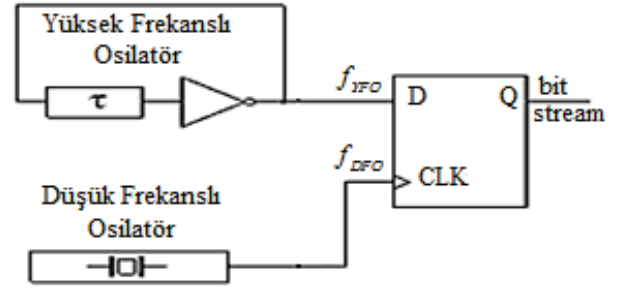 Yüksek Frekanslı
Osilatör
τ
f_YFO
D
Q
bit
stream
f_DFO
CLK
Düşük Frekanslı
Osilatör